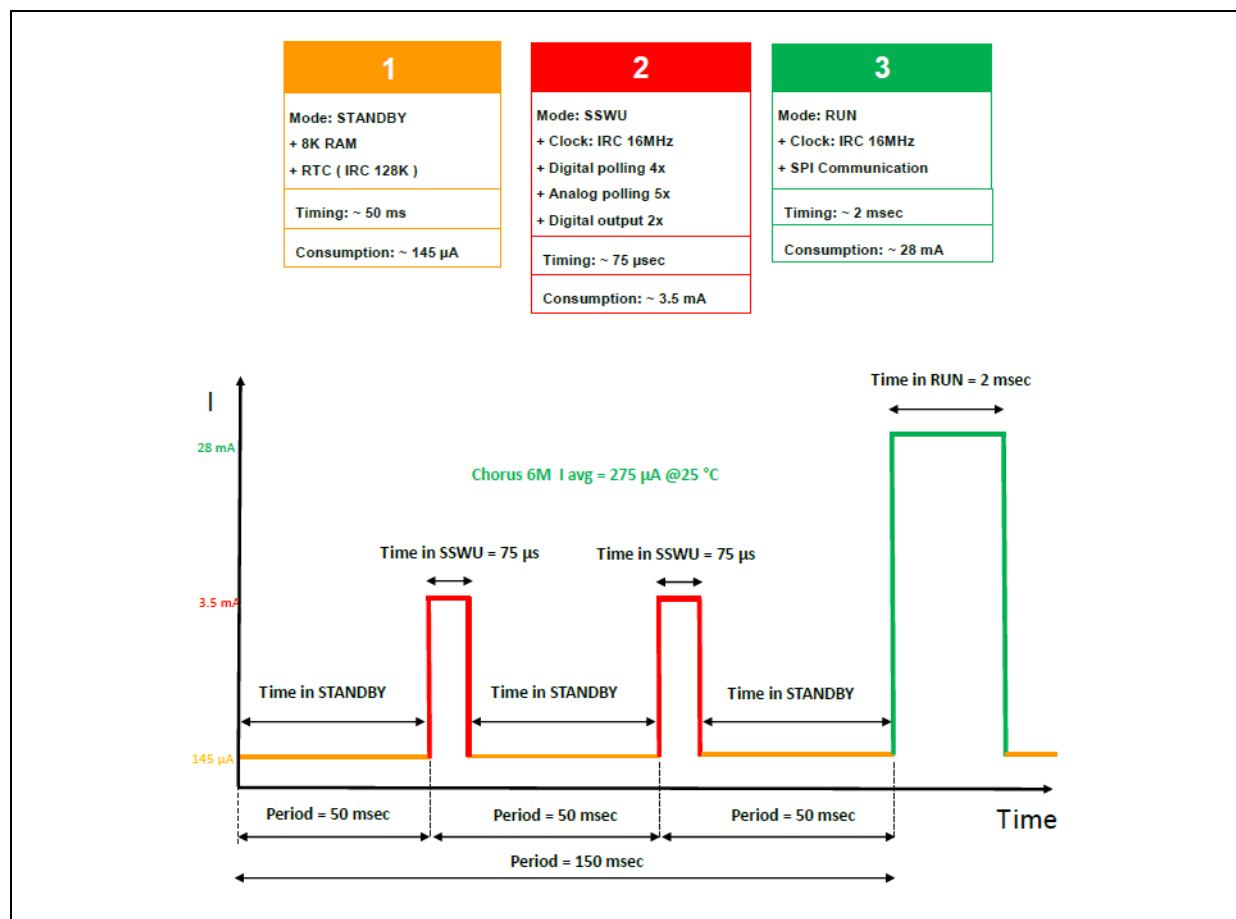 1
Mode: STANDBY
+ 8K RAM
+ RTC ( IRC 128K )
Timing: ~ 50 ms
Consumption: ~ 145 µA
2
Mode: SSWU
+ Clock: IRC 16MHz
+ Digital polling 4x
+ Analog polling 5x
+ Digital output 2x
Timing: ~ 75 µsec
Consumption: ~ 3.5 mA
3
Mode: RUN
+ Clock: IRC 16MHz
+ SPI Communication
Timing: ~ 2 msec
Consumption: ~ 28 mA
Time in RUN = 2 msec
I
28 mA
Chorus 6M I avg = 275 µA @25 °C
Time in SSWU = 75 µs
Time in SSWU = 75 µs
3.5 mA
Time in STANDBY
Time in STANDBY
Time in STANDBY
145 µA
Period = 50 msec
Period = 50 msec
Period = 50 msec
Time
Period = 150 msec